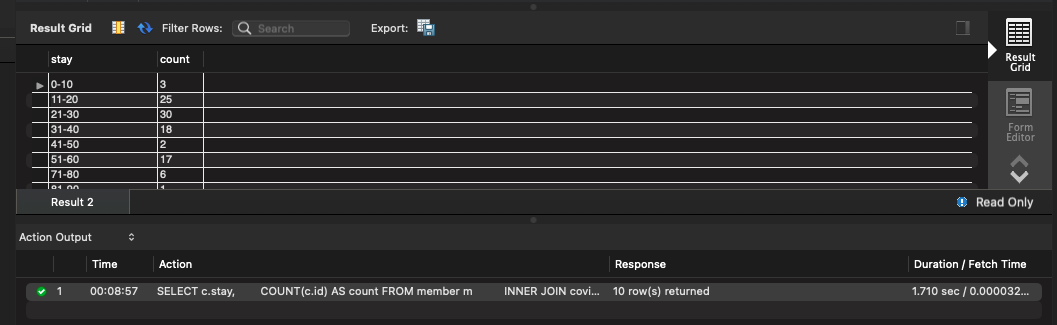 Result Grid Filter Rows: Search Export:
stay count
0-10 3
11-20 25
21-30 30
31-40 18
41-50 2
51-60 17
71-80 6
81-90 1
Result Grid
Form Editor
Result 2 Read Only
Action Output
Time Action Response Duration / Fetch Time
1 00:08:57 SELECT c.stay, COUNT(c.id) AS count FROM member m INNER JOIN covi... 10 row(s) returned 1.710 sec / 0.000032...